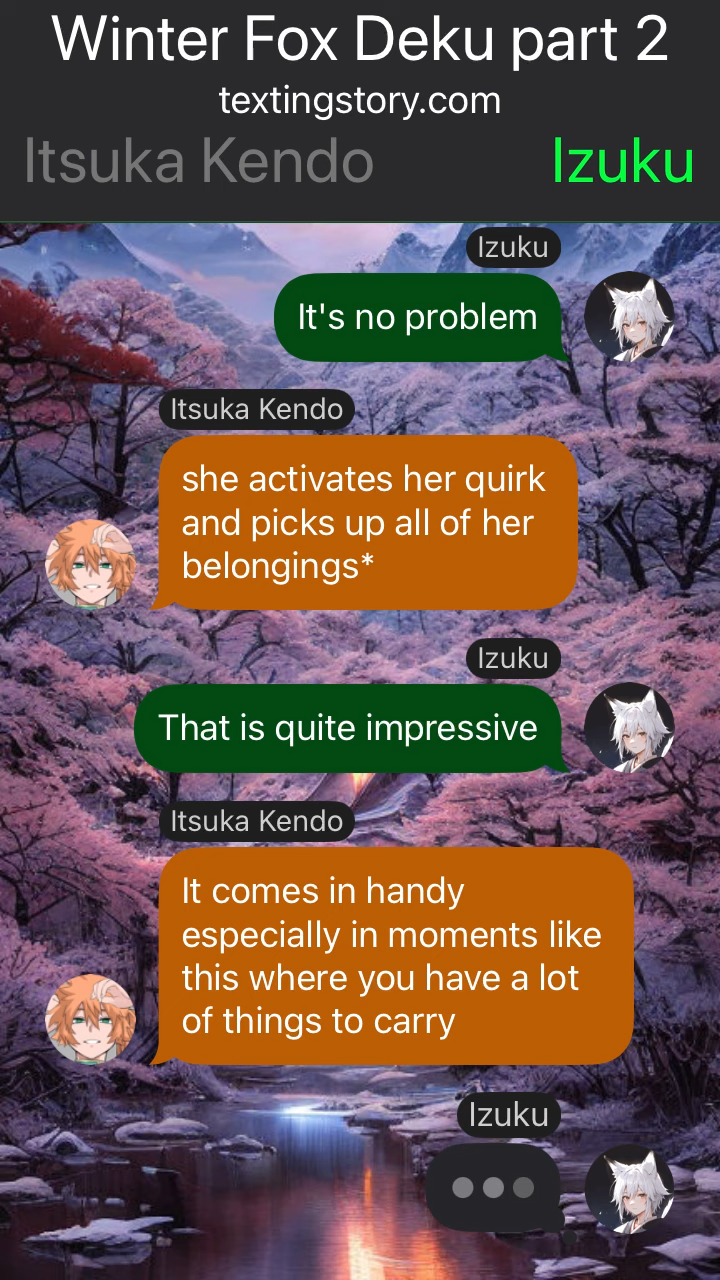 Winter Fox Deku part 2
textingstory.com
Itsuka Kendo
Izuku
Izuku
It's no problem
Itsuka Kendo
she activates her quirk
and picks up all of her
belongings*
Izuku
That is quite impressive
Itsuka Kendo
It comes in handy
especially in moments like
this where you have a lot
of things to carry
Izuku